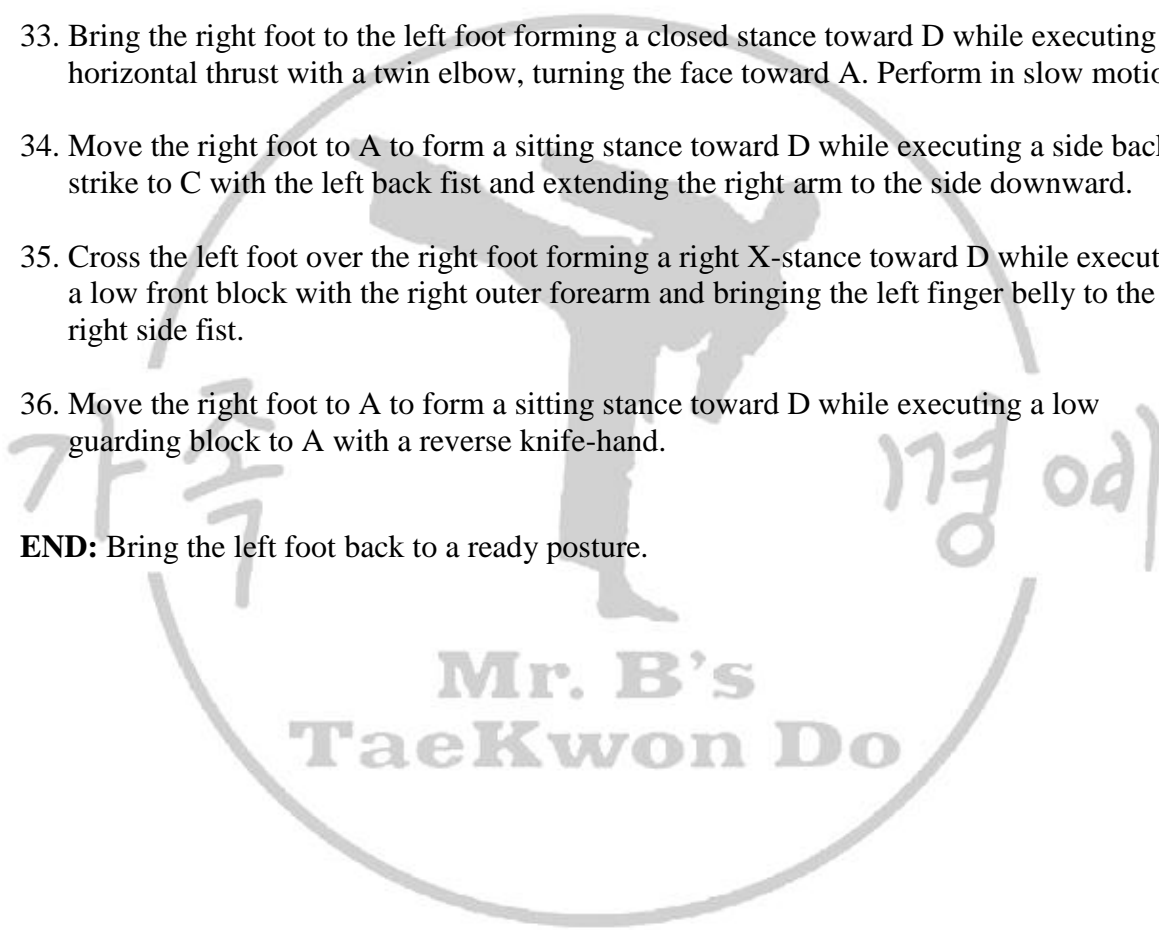 33. Bring the right foot to the left foot forming a closed stance toward D while executing
horizontal thrust with a twin elbow, turning the face toward A. Perform in slow
34. Move the right foot to A to form a sitting stance toward D while executing a side
strike to C with the left back fist and extending the right arm to the side downward.
35. Cross the left foot over the right foot forming a right X-stance toward D while
a low front block with the right outer forearm and bringing the left finger belly to the
right side fist.
36. Move the right foot to A to form a sitting stance toward D while executing a low
guarding block to A with a reverse knife-hand.
가족
명예
END: Bring the left foot back to a ready posture.
Mr. B's
TaeKwon Do